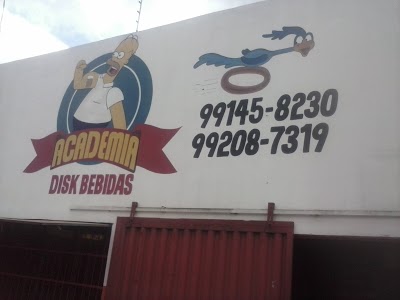 ACADEMIA
DISK BEBIDAS
99145-8230
99208-7319